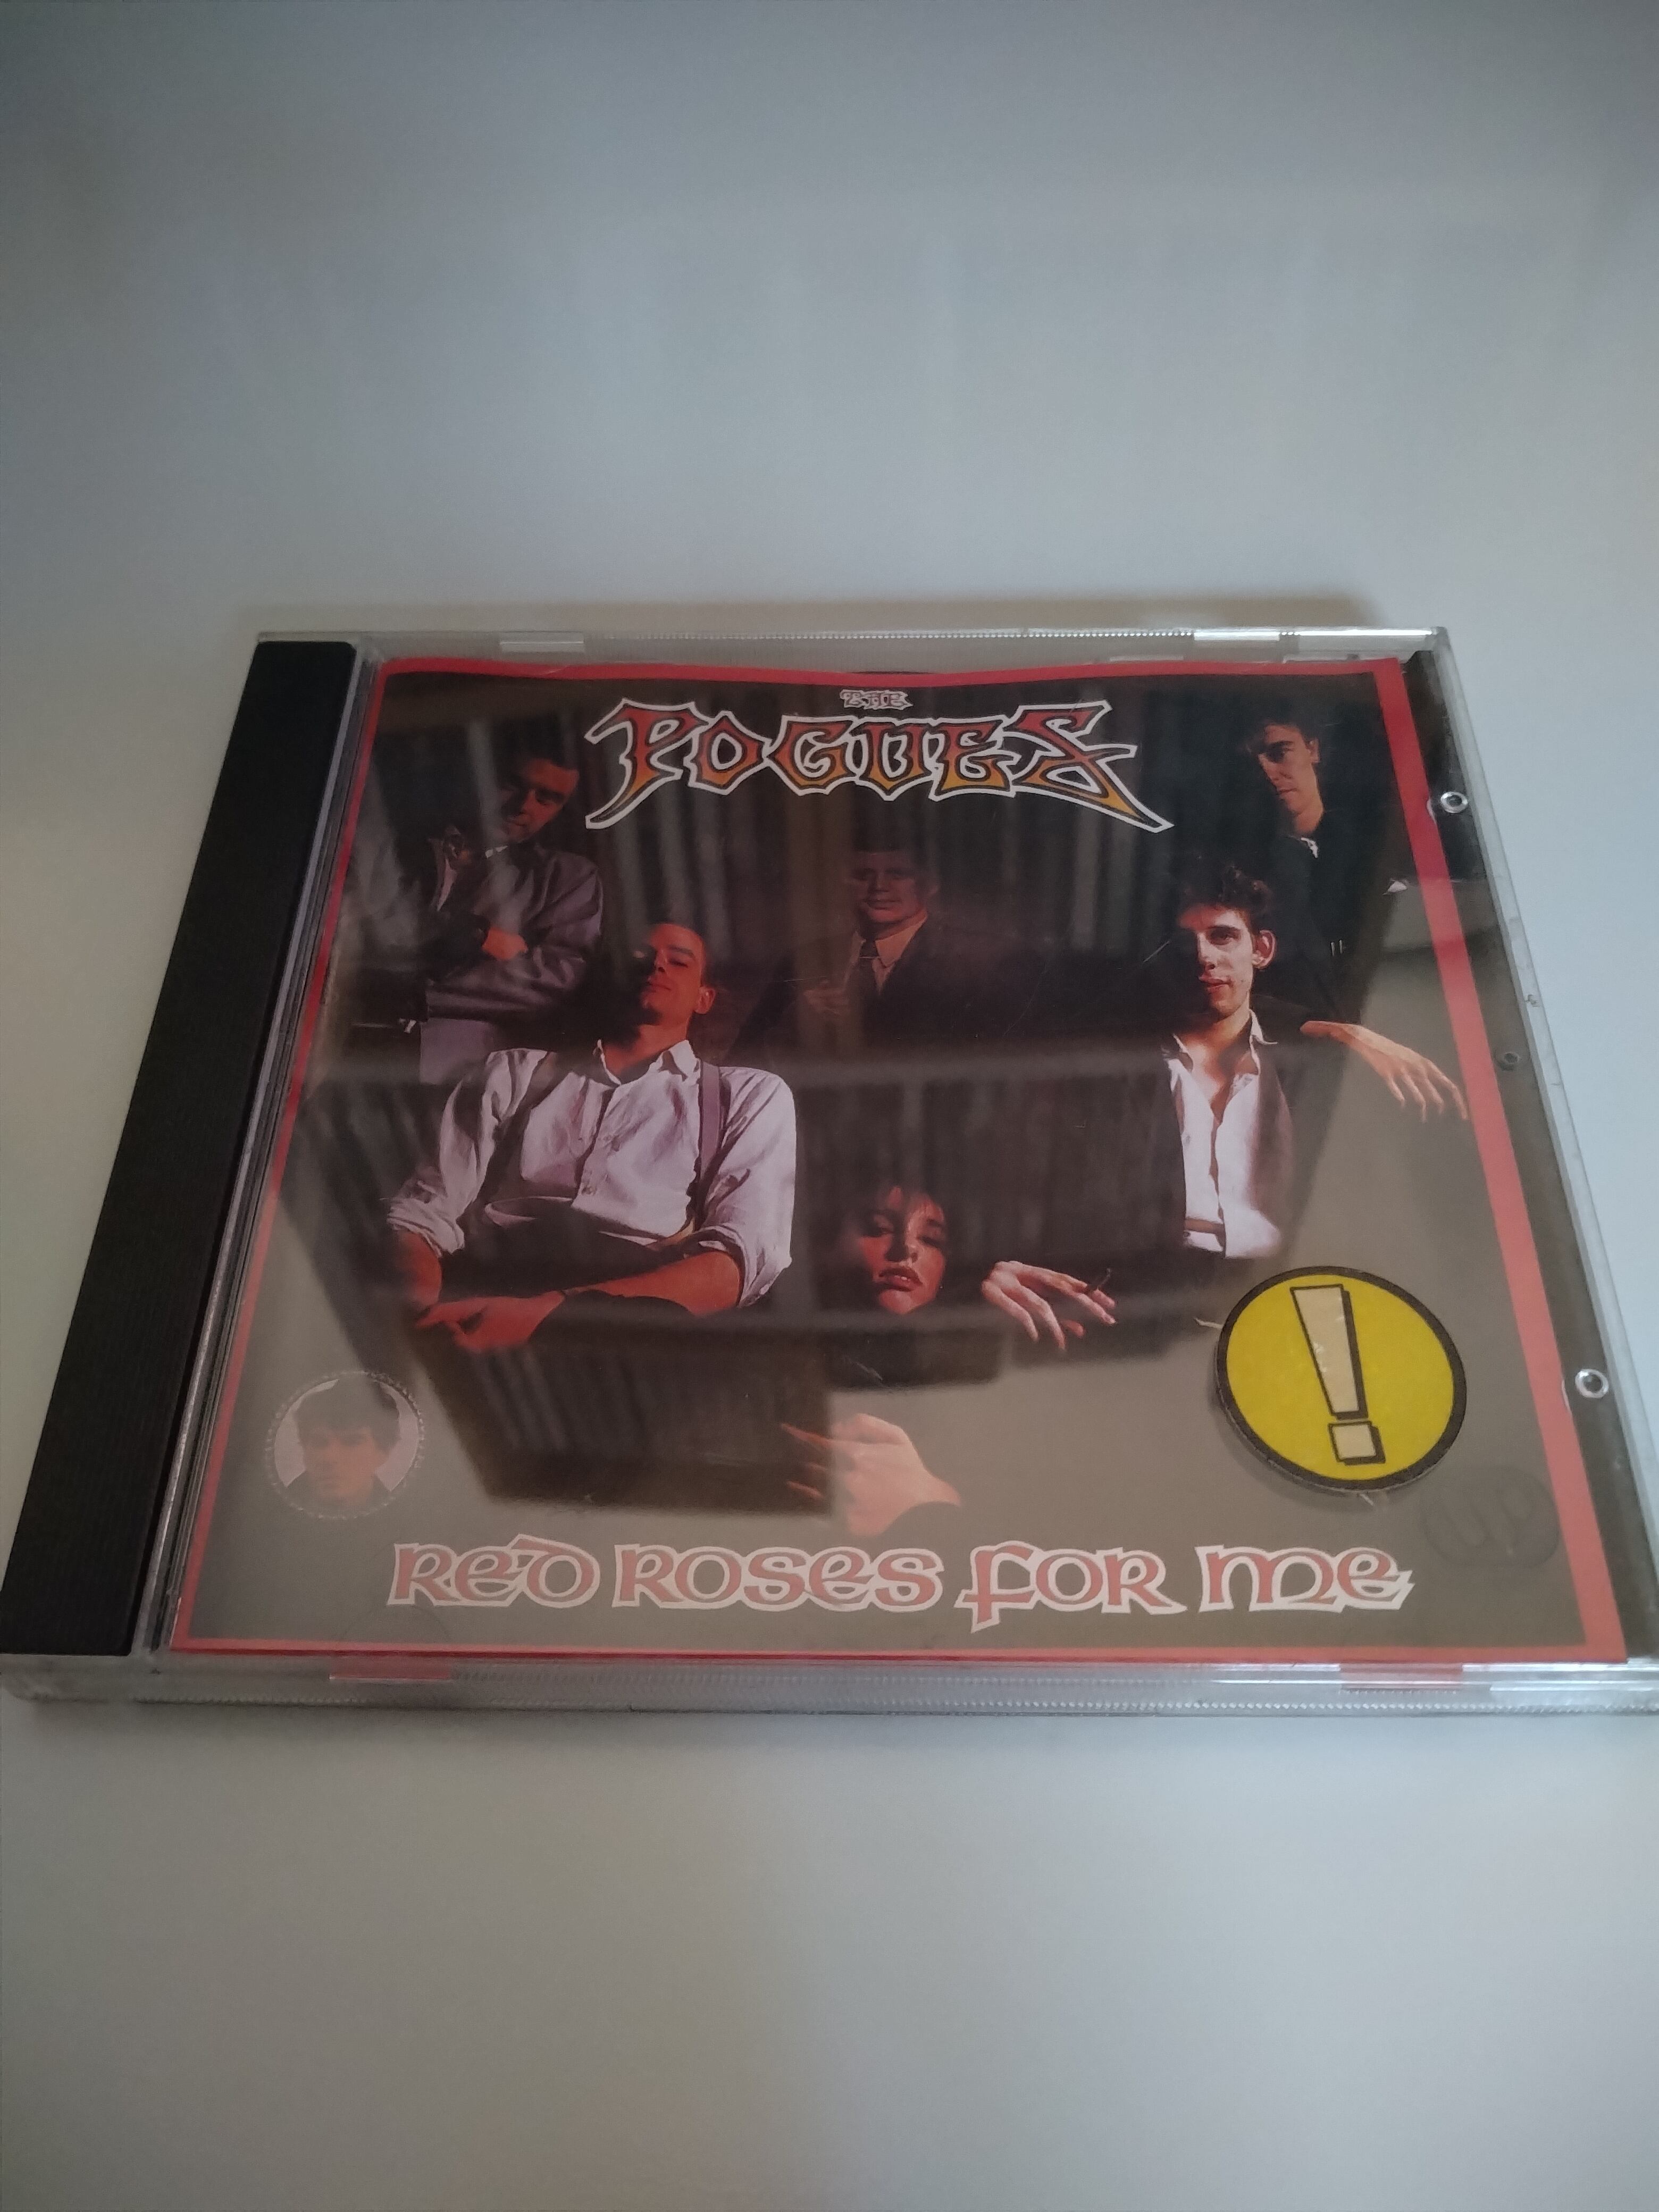 THE
POGUES
!
RED ROSES FOR ME